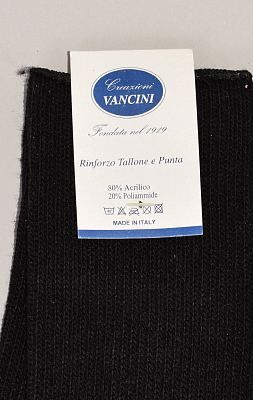 Creazioni
VANCINI
Fondata nel 1919
Rinforzo Tallone e Punta
80% Acrilico
20% Poliammide
MADE IN ITALY